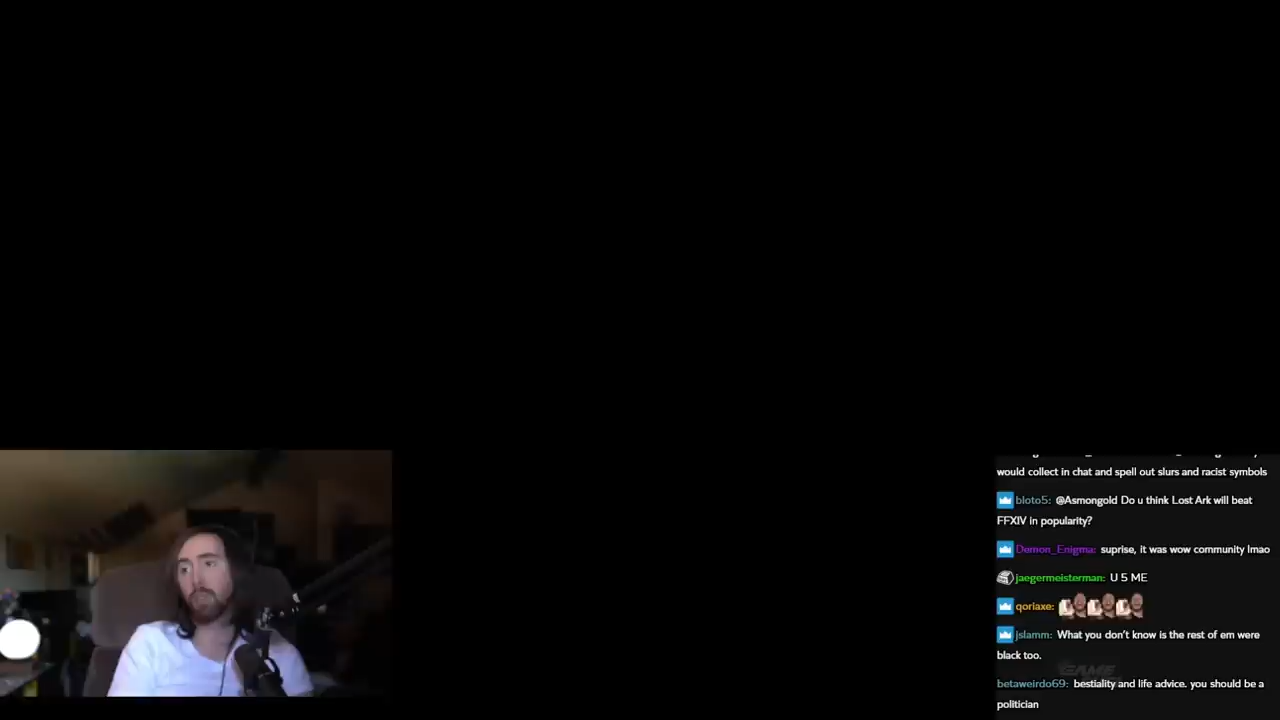 would collect in chat and spell out slurs and racist symbols
bloto5: @Asmongold Do u think Lost Ark will beat
FFXIV in popularity?
Demon_Enigma: suprise, it was wow community lmao
jaegermeisterman: U 5 ME
qoriaxe:
jslamm: What you don't know is the rest of em were
black too.
GAME
betaweirdo69: bestiality and life advice. you should be a
politician